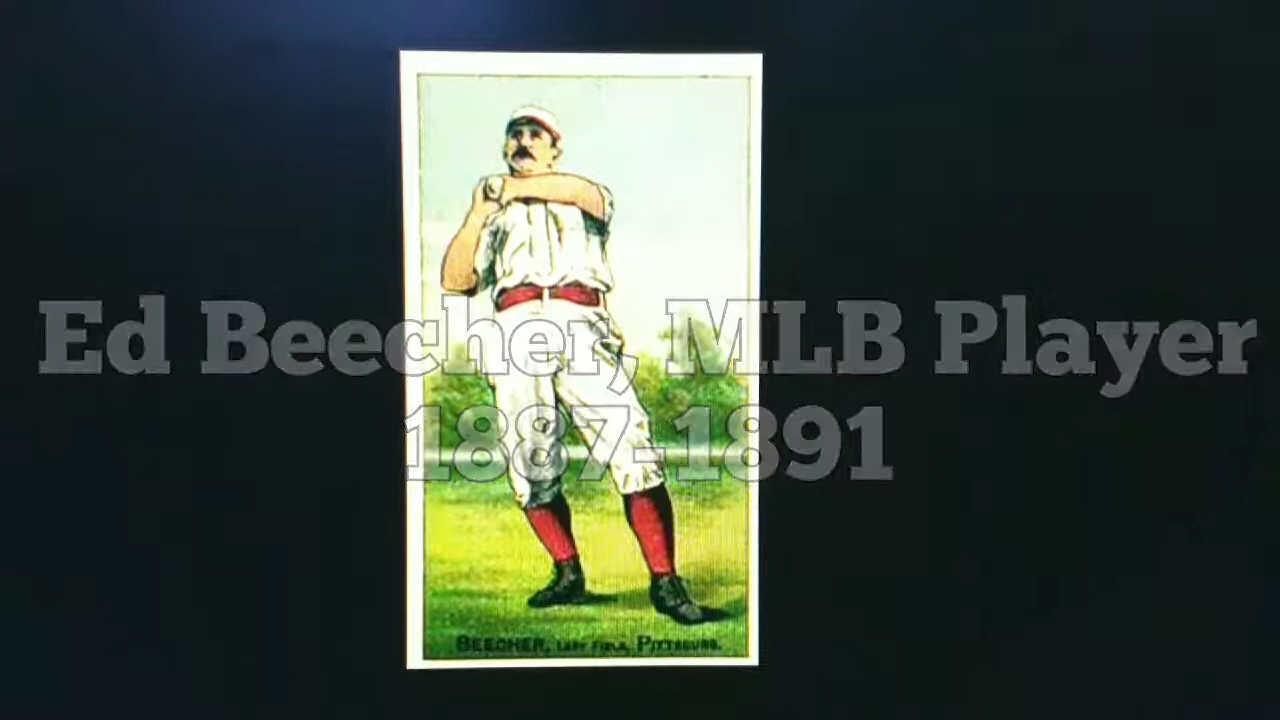 Ed Beecher, MLB Player
1887-1891
BEECHER, LEFT FIELD, PITTSBURG.